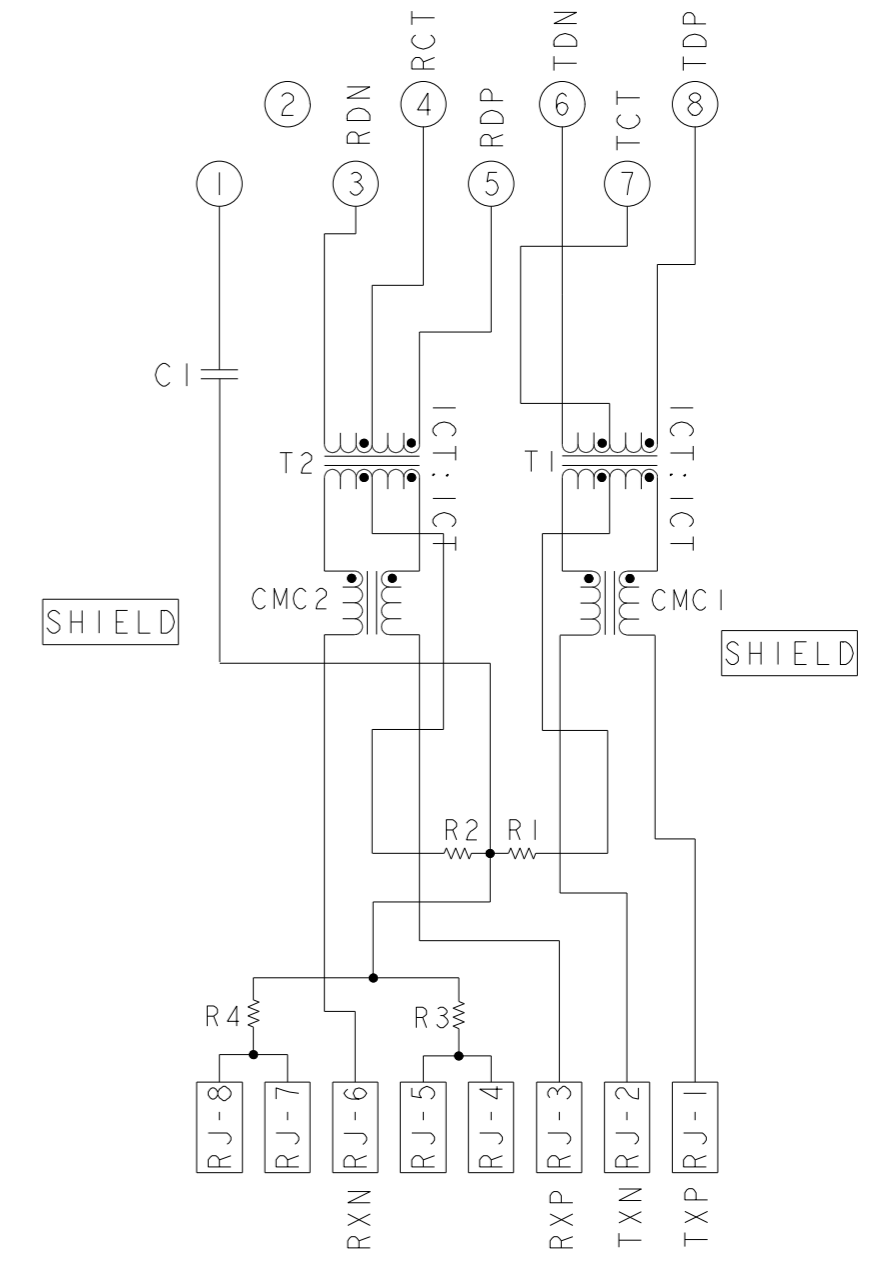 RCT
TDN
TDP
2
RDN
4
RDP
6
TCT
8
1
3
5
7
C1
T2
1CT : 1CT
T1
1CT : 1CT
CMC2
CMC1
SHIELD
SHIELD
R2
R1
R4
R3
RJ-8
RJ-7
RJ-6
RJ-5
RJ-4
RJ-3
RJ-2
RJ-1
RXN
RXP
TXN
TXP